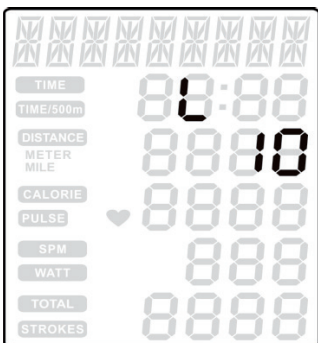 TIME
L
TIME/500m
DISTANCE
METER
MILE
10
CALORIE
PULSE
SPM
WATT
TOTAL
STROKES